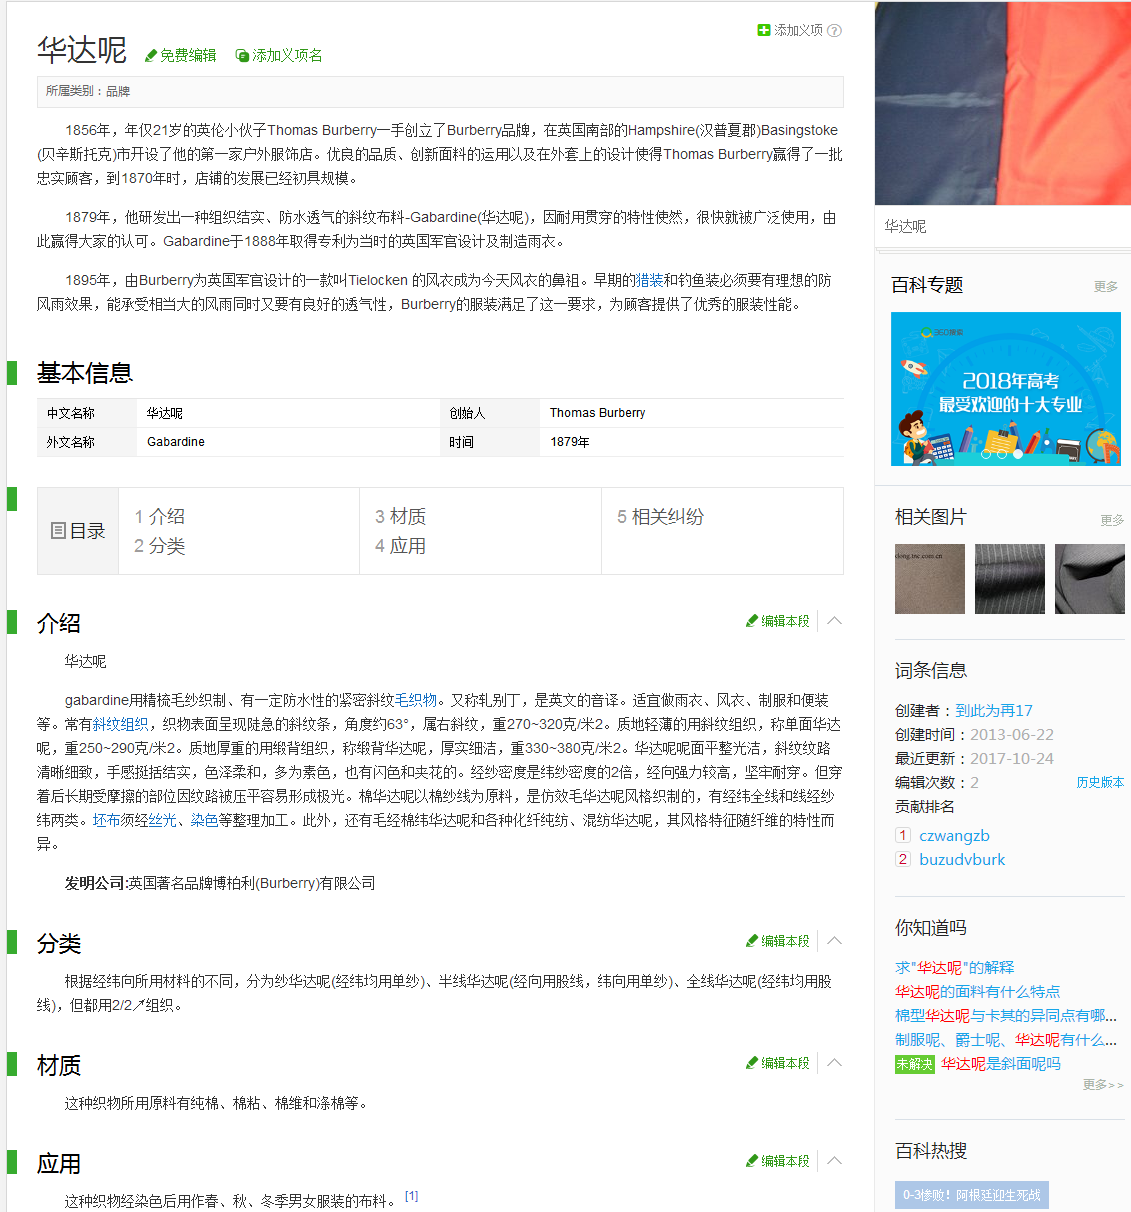 华达呢
免费编辑
添加义项名
添加义项
所属类别：品牌
1856年，年仅21岁的英伦小伙子Thomas Burberry一手创立了Burberry品牌，在英国南部的Hampshire(汉普夏郡)Basingstoke
(贝辛斯托克)市开设了他的第一家户外服饰店。优良的品质、创新面料的运用以及在外套上的设计使得Thomas Burberry赢得了一批
忠实顾客，到1870年时，店铺的发展已经初具规模。
1879年，他研发出一种组织结实、防水透气的斜纹布料-Gabardine(华达呢)，因耐用贯穿的特性使然，很快就被广泛使用，由
此赢得大家的认可。Gabardine于1888年取得专利为当时的英国军官设计及制造雨衣。
1895年，由Burberry为英国军官设计的一款叫Tielocken 的风衣成为今天风衣的鼻祖。早期的猎装和钓鱼装必须要有理想的防
风雨效果，能承受相当大的风雨同时又要有良好的透气性，Burberry的服装满足了这一要求，为顾客提供了优秀的服装性能。
基本信息
中文名称 华达呢 创始人 Thomas Burberry
外文名称 Gabardine 时间 1879年
目录
1 介绍
2 分类
3 材质
4 应用
5 相关纠纷
介绍
编辑本段
华达呢
gabardine用精梳毛纱织制、有一定防水性的紧密斜纹毛织物。又称轧别丁，是英文的音译。适宜做雨衣、风衣、制服和便装
等。常有斜纹组织，织物表面呈现陡急的斜纹条，角度约63°，属右斜纹，重270~320克/米2。质地轻薄的用斜纹组织，称单面华达
呢，重250~290克/米2。质地厚重的用缎背组织，称缎背华达呢，厚实细洁，重330~380克/米2。华达呢呢面平整光洁，斜纹纹路
清晰细致，手感挺括结实，色泽柔和，多为素色，也有闪色和夹花的。经纱密度是纬纱密度的2倍，经向强力较高，坚牢耐穿。但穿
着后长期受摩擦的部位因纹路被压平容易形成极光。棉华达呢以棉纱线为原料，是仿效毛华达呢风格织制的，有经纬全线和线经纱
纬两类。坯布须经丝光、染色等整理加工。此外，还有毛经棉纬华达呢和各种化纤纯纺、混纺华达呢，其风格特征随纤维的特性而
异。
发明公司:英国著名品牌博柏利(Burberry)有限公司
分类
编辑本段
根据经纬向所用材料的不同，分为纱华达呢(经纬均用单纱)、半线华达呢(经向用股线，纬向用单纱)、全线华达呢(经纬均用股
线)，但都用2/2↗组织。
材质
编辑本段
这种织物所用原料有纯棉、棉粘、棉维和涤棉等。
应用
编辑本段
这种织物经染色后用作春、秋、冬季男女服装的布料。 [1]
华达呢
百科专题
更多
360搜索
2018年高考
最受欢迎的十大专业
相关图片
更多
词条信息
创建者：到此为再17
创建时间：2013-06-22
最近更新：2017-10-24
编辑次数：2
历史版本
贡献排名
1 czwangzb
2 buzudvburk
你知道吗
求"华达呢"的解释
华达呢的面料有什么特点
棉型华达呢与卡其的异同点有哪...
制服呢、爵士呢、华达呢有什么...
未解决 华达呢是斜面呢吗
更多>>
百科热搜
0-3惨败！阿根廷迎生死战